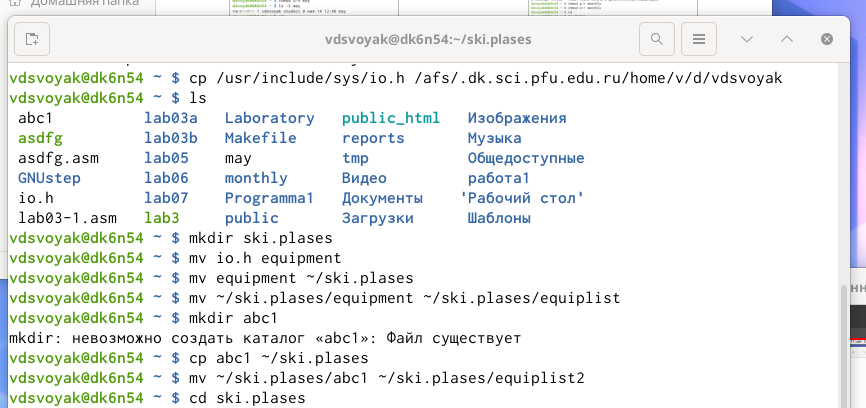 Домашняя папка
vdsvoyak@dk6n54:~/ski.plases
vdsvoyak@dk6n54 ~ $ cp /usr/include/sys/io.h /afs/.dk.sci.pfu.edu.ru/home/v/d/vdsvoyak
vdsvoyak@dk6n54 ~ $ ls
abc1 lab03a Laboratory public_html Изображения
asdfg lab03b Makefile reports Музыка
asdfg.asm lab05 may tmp Общедоступные
GNUstep lab06 monthly Видео работа1
io.h lab07 Programma1 Документы 'Рабочий стол'
lab03-1.asm lab3 public Загрузки Шаблоны
vdsvoyak@dk6n54 ~ $ mkdir ski.plases
vdsvoyak@dk6n54 ~ $ mv io.h equipment
vdsvoyak@dk6n54 ~ $ mv equipment ~/ski.plases
vdsvoyak@dk6n54 ~ $ mv ~/ski.plases/equipment ~/ski.plases/equiplist
vdsvoyak@dk6n54 ~ $ mkdir abc1
mkdir: невозможно создать каталог «abc1»: Файл существует
vdsvoyak@dk6n54 ~ $ cp abc1 ~/ski.plases
vdsvoyak@dk6n54 ~ $ mv ~/ski.plases/abc1 ~/ski.plases/equiplist2
vdsvoyak@dk6n54 ~ $ cd ski.plases